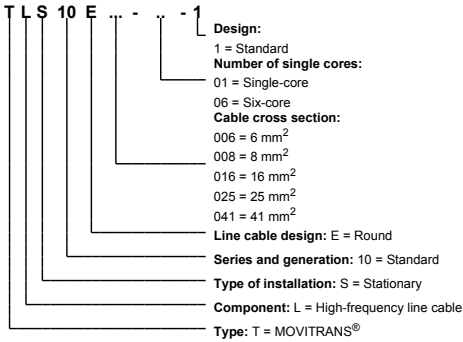 T L S 10 E ... - .. - 1
Design:
1 = Standard
Number of single cores:
01 = Single-core
06 = Six-core
Cable cross section:
006 = 6 mm²
008 = 8 mm²
016 = 16 mm²
025 = 25 mm²
041 = 41 mm²
Line cable design: E = Round
Series and generation: 10 = Standard
Type of installation: S = Stationary
Component: L = High-frequency line cable
Type: T = MOVITRANS®